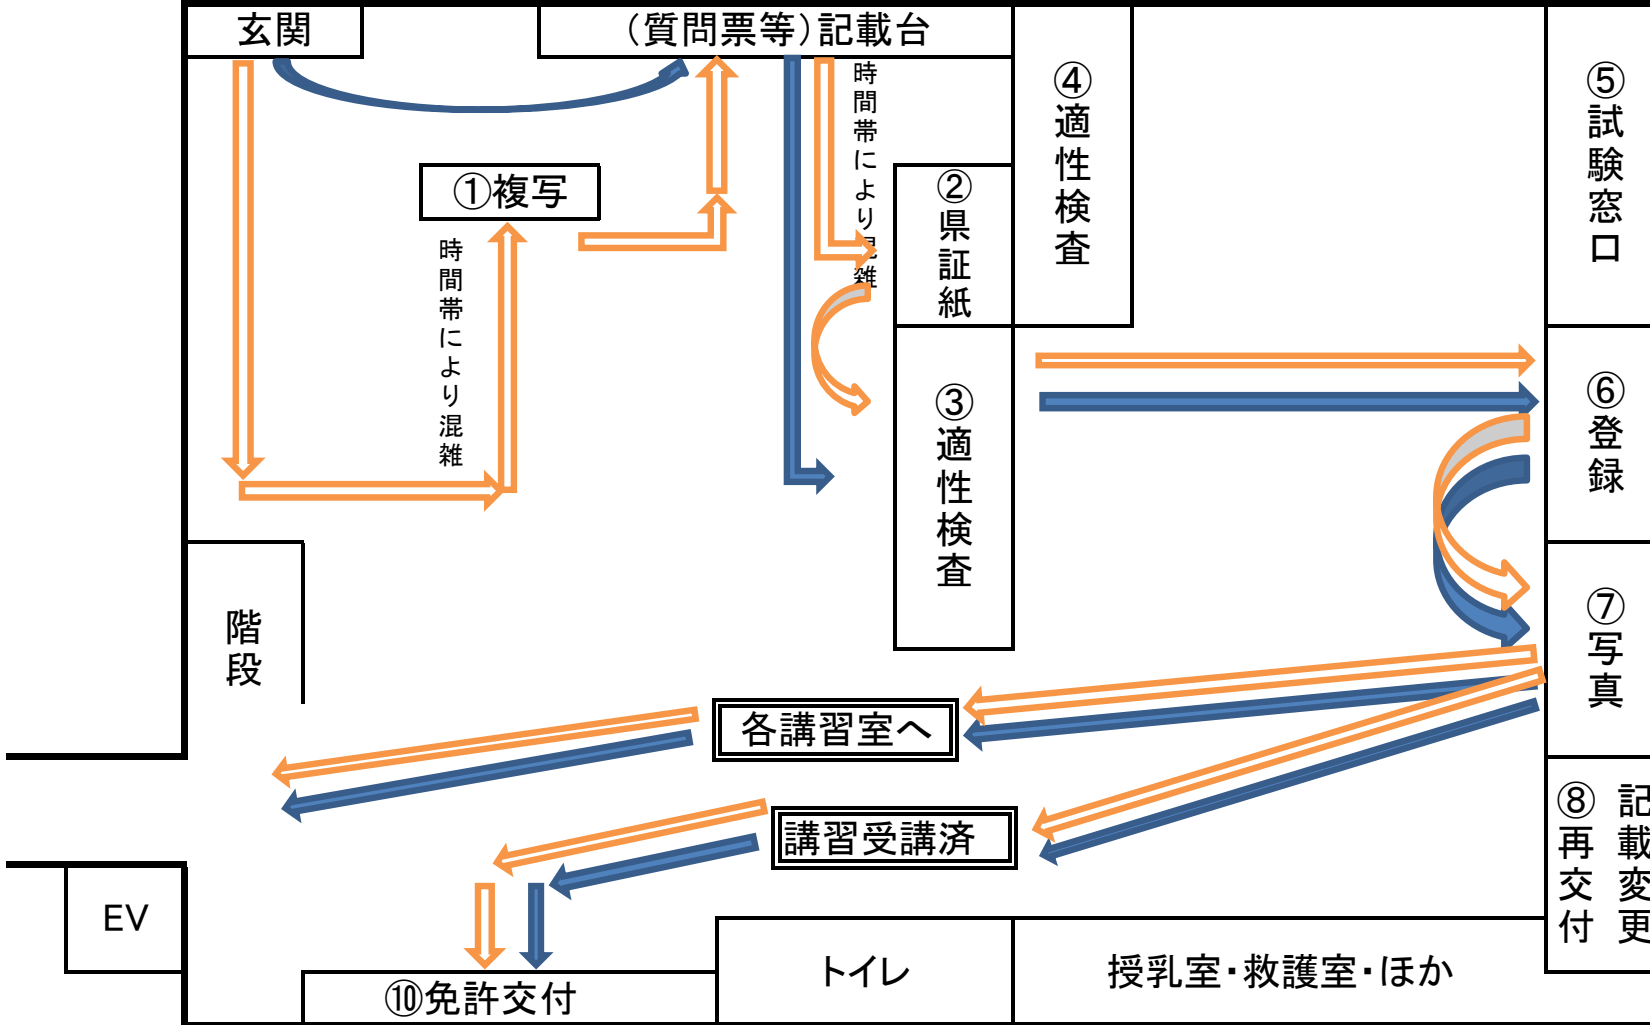 玄関
（質問票等）記載台
時間帯により混雑
①複写
時間帯により混雑
②県証紙
③適性検査
④適性検査
⑤試験窓口
⑥登録
⑦写真
階段
各講習室へ
講習受講済
記載変更
⑧再交付
EV
⑩免許交付
トイレ
授乳室・救護室・ほか